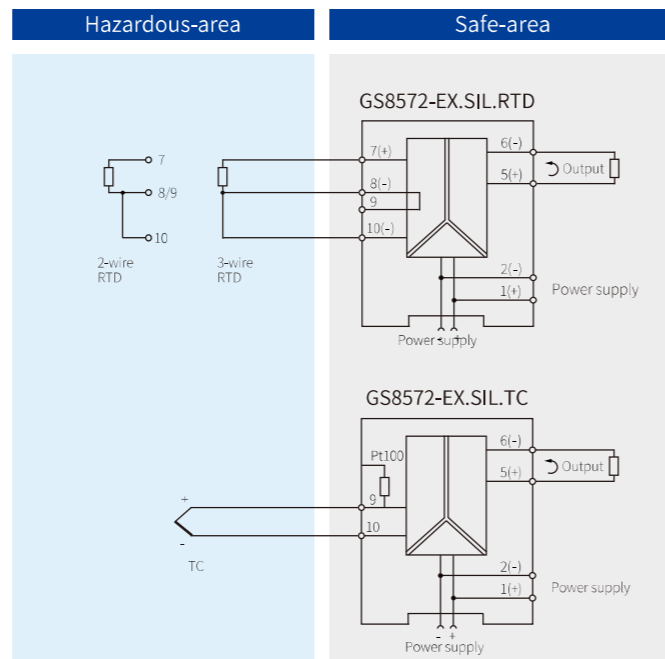 Hazardous-area
Safe-area
GS8572-EX.SIL.RTD
7
8/9
10
2-wire
RTD
3-wire
RTD
7(+)
8(-)
9
10(-)
6(-)
5(+)
Output
2(-)
1(+)
Power supply
- +
Power supply
GS8572-EX.SIL.TC
Pt100
9
10
+
-
TC
6(-)
5(+)
Output
2(-)
1(+)
Power supply
- +
Power supply